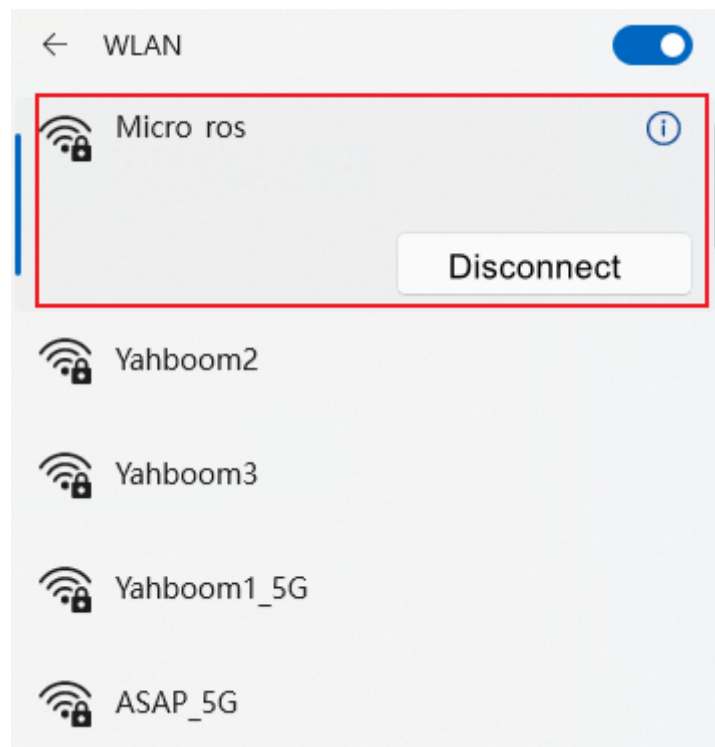 WLAN
Micro ros
Disconnect
Yahboom2
Yahboom3
Yahboom1_5G
ASAP_5G